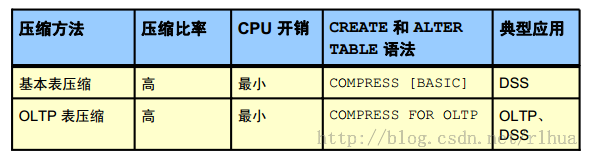 压缩方法 压缩比率 CPU 开销 CREATE 和 ALTER TABLE 语法 典型应用
基本表压缩 高 最小 COMPRESS [BASIC] DSS
OLTP 表压缩 高 最小 COMPRESS FOR OLTP OLTP、DSS
http://blog.csdn.net/rlhua